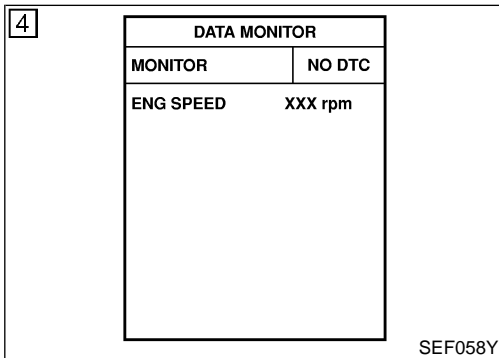 4
DATA MONITOR
MONITOR NO DTC
ENG SPEED XXX rpm
SEF058Y